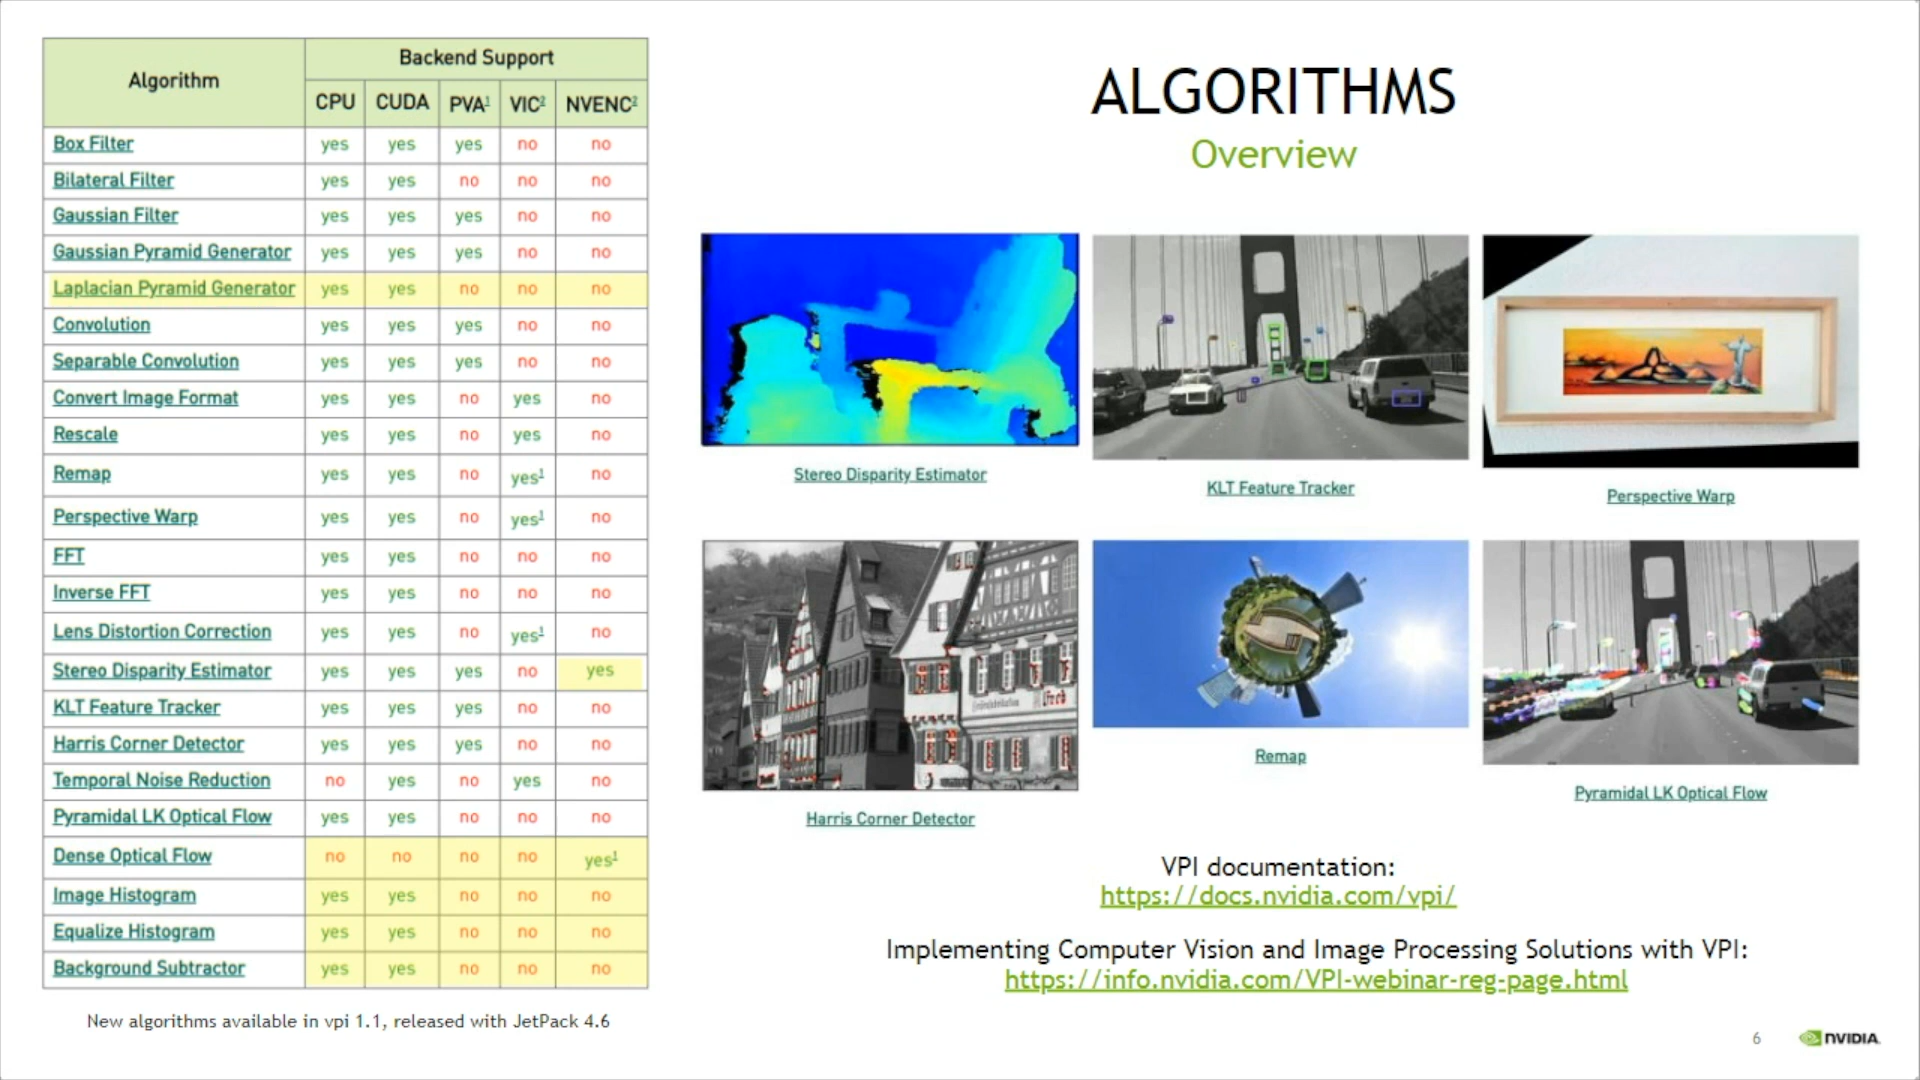 Algorithm
Backend Support
CPU CUDA PVA¹ VIC² NVENC²
Box Filter yes yes yes no no
Bilateral Filter yes yes no no no
Gaussian Filter yes yes yes no no
Gaussian Pyramid Generator yes yes yes no no
Laplacian Pyramid Generator yes yes no no no
Convolution yes yes yes no no
Separable Convolution yes yes yes no no
Convert Image Format yes yes no yes no
Rescale yes yes no yes no
Remap yes yes no yes¹ no
Perspective Warp yes yes no yes¹ no
FFT yes yes no no no
Inverse FFT yes yes no no no
Lens Distortion Correction yes yes no yes¹ no
Stereo Disparity Estimator yes yes yes no yes
KLT Feature Tracker yes yes yes no no
Harris Corner Detector yes yes yes no no
Temporal Noise Reduction no yes no yes no
Pyramidal LK Optical Flow yes yes no no no
Dense Optical Flow no no no no yes¹
Image Histogram yes yes no no no
Equalize Histogram yes yes no no no
Background Subtractor yes yes no no no
New algorithms available in vpi 1.1, released with JetPack 4.6
ALGORITHMS
Overview
Stereo Disparity Estimator
KLT Feature Tracker
Perspective Warp
Harris Corner Detector
Remap
Pyramidal LK Optical Flow
VPI documentation:
https://docs.nvidia.com/vpi/
Implementing Computer Vision and Image Processing Solutions with VPI:
https://info.nvidia.com/VPI-webinar-reg-page.html
6
NVIDIA.